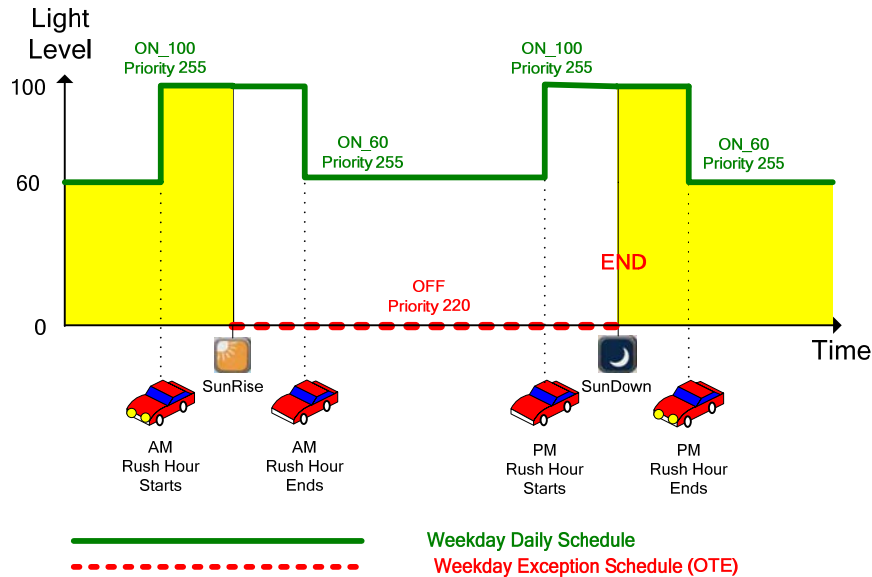 Light
Level
ON_100
Priority 255
ON_100
Priority 255
100
ON_60
Priority 255
ON_60
Priority 255
60
END
OFF
Priority 220
0
Time
SunRise
SunDown
AM
Rush Hour
Starts
AM
Rush Hour
Ends
PM
Rush Hour
Starts
PM
Rush Hour
Ends
Weekday Daily Schedule
Weekday Exception Schedule (OTE)